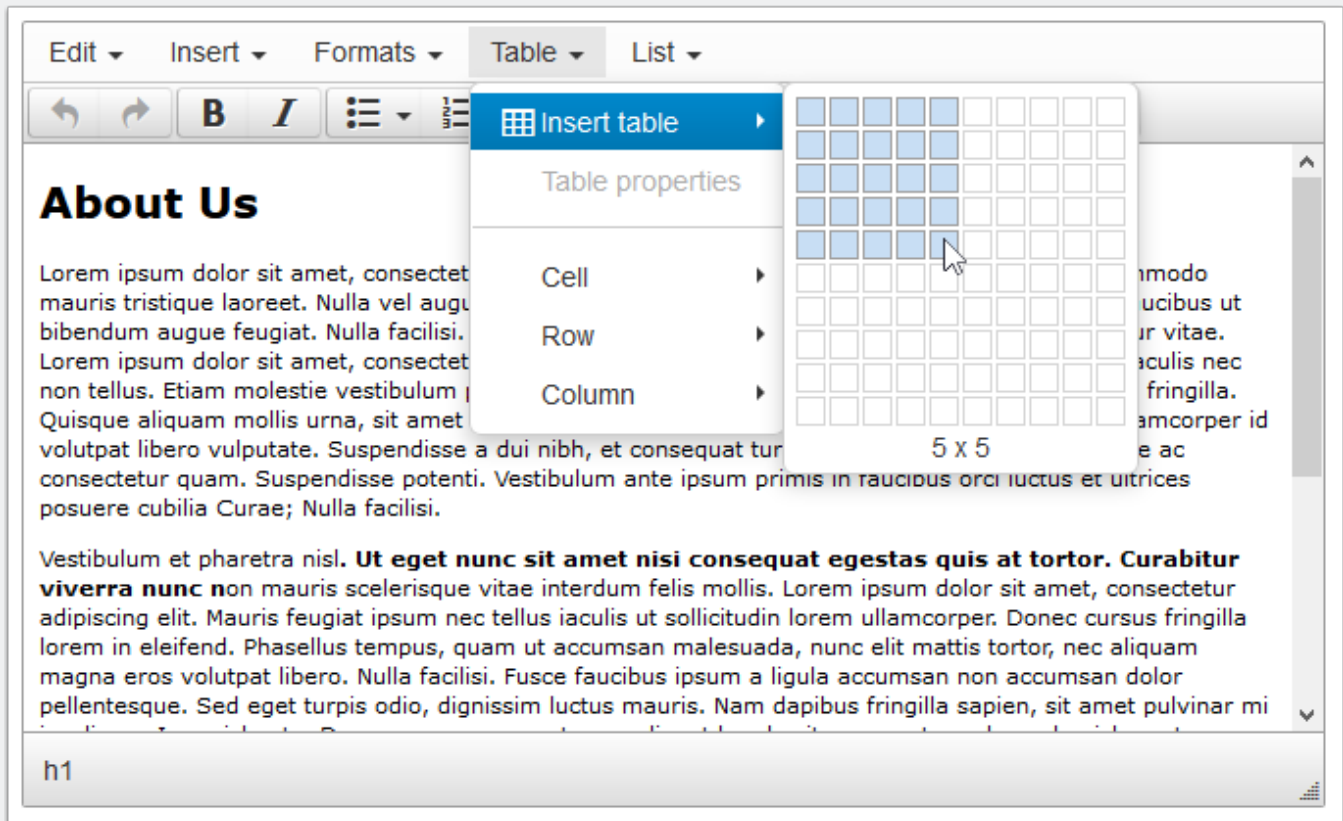 Edit Insert Formats Table List
B I
Insert table
Table properties
Cell
Row
Column
5 x 5
About Us
Lorem ipsum dolor sit amet,
mauris tristique laoreet. Nulla vel ucibus ut
bibendum augue feugiat. Nulla facilisi. vitae.
Lorem ipsum dolor sit amet, nec
non tellus. Etiam molestie vestibulum fringilla.
Quisque aliquam mollis urna, sit amet id
volutpat libero vulputate. Suspendisse a dui nibh, et consequat ac
consectetur quam. Suspendisse potenti. Vestibulum ante ipsum primis in faucibus orci luctus et ultrices
posuere cubilia Curae; Nulla facilisi.
Vestibulum et pharetra nisl. Ut eget nunc sit amet nisi consequat egestas quis at tortor. Curabitur
viverra nunc non mauris scelerisque vitae interdum felis mollis. Lorem ipsum dolor sit amet, consectetur
adipiscing elit. Mauris feugiat ipsum nec tellus iaculis ut sollicitudin lorem ullamcorper. Donec cursus fringilla
lorem in eleifend. Phasellus tempus, quam ut accumsan malesuada, nunc elit mattis tortor, nec aliquam
magna eros volutpat libero. Nulla facilisi. Fusce faucibus ipsum a ligula accumsan non accumsan dolor
pellentesque. Sed eget turpis odio, dignissim luctus mauris. Nam dapibus fringilla sapien, sit amet pulvinar mi
h1